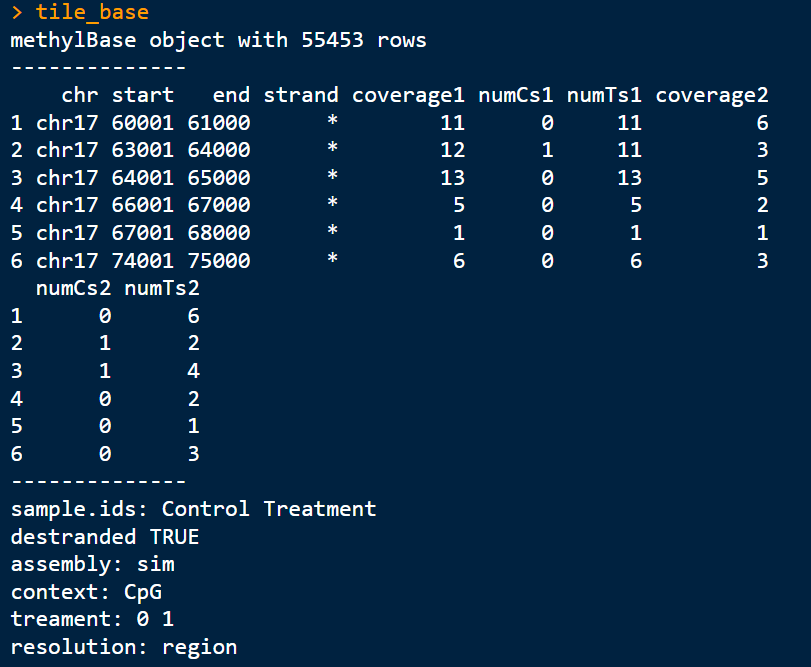 > tile_base
methylBase object with 55453 rows
--------------
    chr start   end strand coverage1 numCs1 numTs1 coverage2
1 chr17 60001 61000      *        11      0     11         6
2 chr17 63001 64000      *        12      1     11         3
3 chr17 64001 65000      *        13      0     13         5
4 chr17 66001 67000      *         5      0      5         2
5 chr17 67001 68000      *         1      0      1         1
6 chr17 74001 75000      *         6      0      6         3
  numCs2 numTs2
1      0      6
2      1      2
3      1      4
4      0      2
5      0      1
6      0      3
--------------
sample.ids: Control Treatment
destranded TRUE
assembly: sim
context: CpG
treament: 0 1
resolution: region